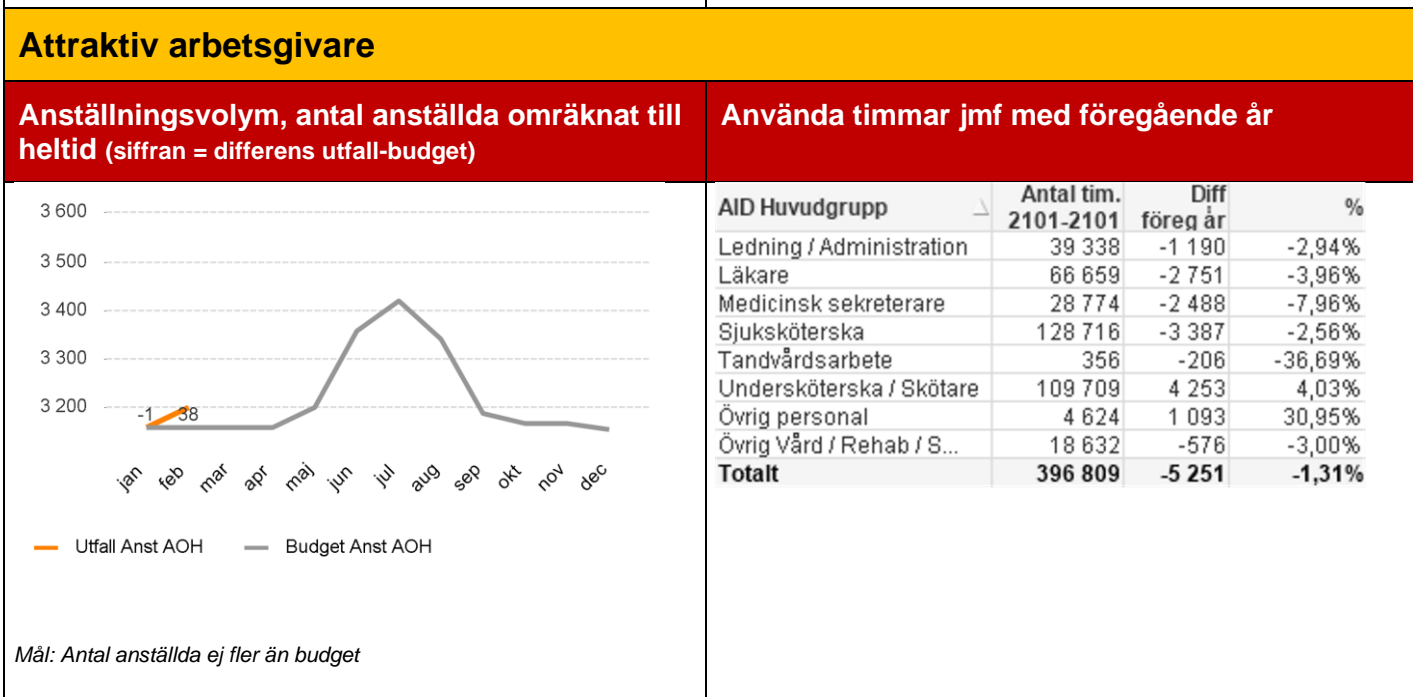 Attraktiv arbetsgivare
Anställningsvolym, antal anställda omräknat till
heltid (siffran = differens utfall-budget)
3 600
3 500
3 400
3 300
3 200
-1 38
jan feb mar apr maj jun jul aug sep okt nov dec
Utfall Anst AOH Budget Anst AOH
Mål: Antal anställda ej fler än budget
Använda timmar jmf med föregående år
AID Huvudgrupp Antal tim. 2101-2101 Diff föreg år %
Ledning / Administration 39 338 -1 190 -2,94%
Läkare 66 659 -2 751 -3,96%
Medicinsk sekreterare 28 774 -2 488 -7,96%
Sjuksköterska 128 716 -3 387 -2,56%
Tandvårdsarbete 356 -206 -36,69%
Undersköterska / Skötare 109 709 4 253 4,03%
Övrig personal 4 624 1 093 30,95%
Övrig Vård / Rehab / S... 18 632 -576 -3,00%
Totalt 396 809 -5 251 -1,31%